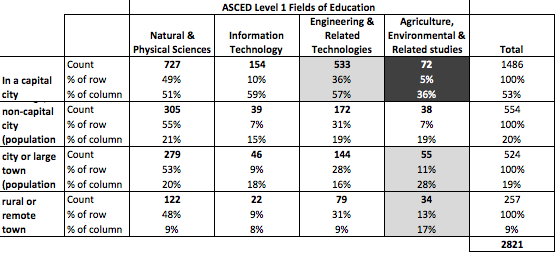 ASCED Level 1 Fields of Education
Natural & Physical Sciences | Information Technology | Engineering & Related Technologies | Agriculture, Environmental & Related studies | Total
In a capital city | Count | 727 | 154 | 533 | 72 | 1486
% of row | 49% | 10% | 36% | 5% | 100%
% of column | 51% | 59% | 57% | 36% | 53%
non-capital city (population | Count | 305 | 39 | 172 | 38 | 554
% of row | 55% | 7% | 31% | 7% | 100%
% of column | 21% | 15% | 19% | 19% | 20%
city or large town (population | Count | 279 | 46 | 144 | 55 | 524
% of row | 53% | 9% | 28% | 11% | 100%
% of column | 20% | 18% | 16% | 28% | 19%
rural or remote town | Count | 122 | 22 | 79 | 34 | 257
% of row | 48% | 9% | 31% | 13% | 100%
% of column | 9% | 8% | 9% | 17% | 9%
2821